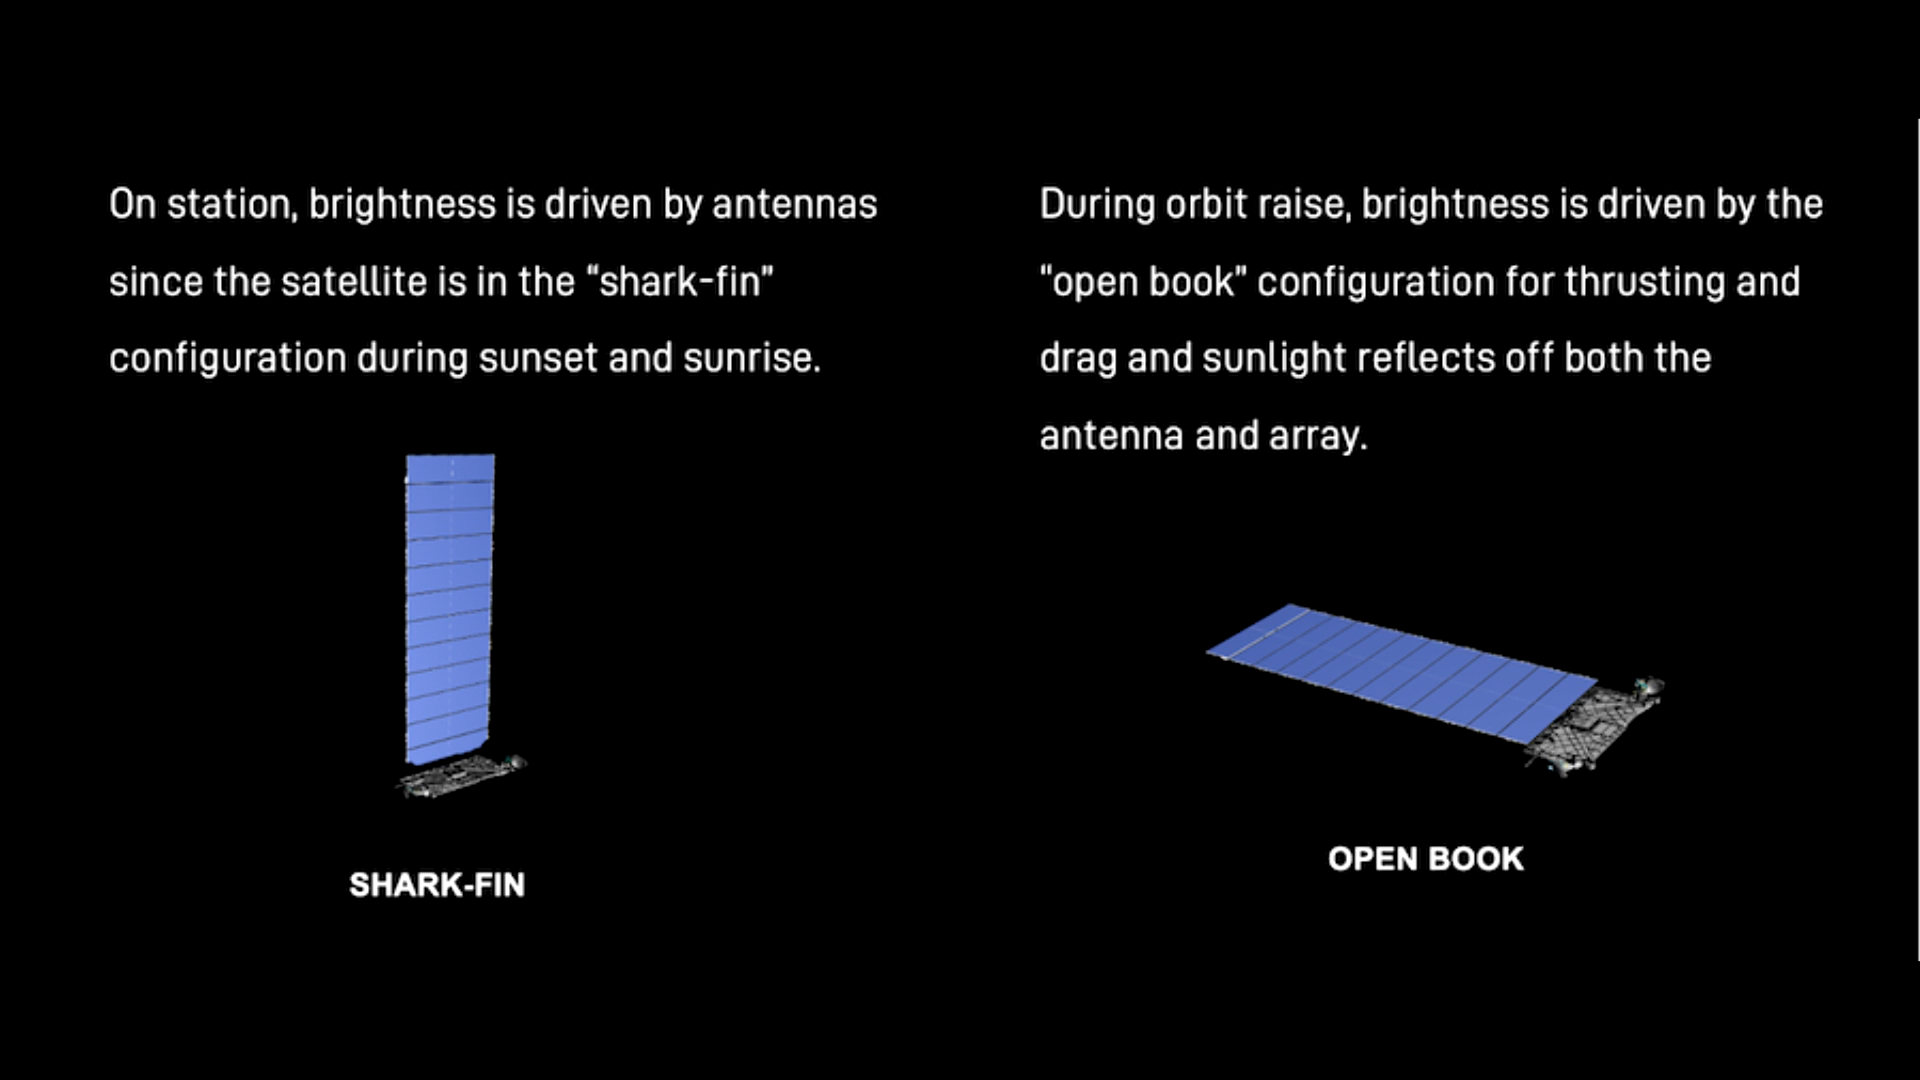 On station, brightness is driven by antennas
since the satellite is in the “shark-fin”
configuration during sunset and sunrise.
SHARK-FIN
During orbit raise, brightness is driven by the
“open book” configuration for thrusting and
drag and sunlight reflects off both the
antenna and array.
OPEN BOOK